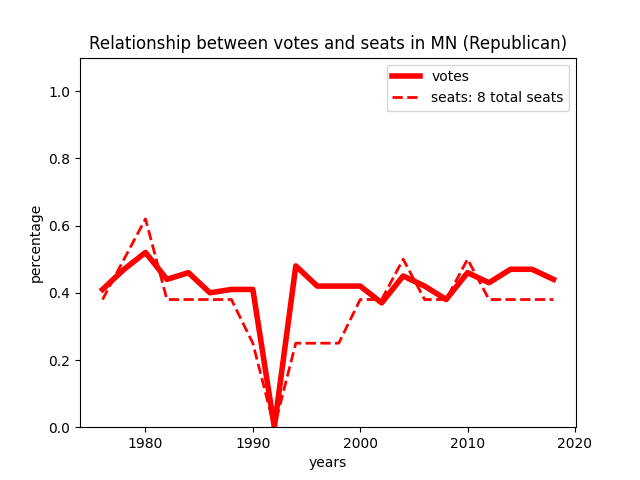 Relationship between votes and seats in MN (Republican)
votes
seats: 8 total seats
1.0
0.8
0.6
0.4
0.2
0.0
percentage
1980 1990 2000 2010 2020
years